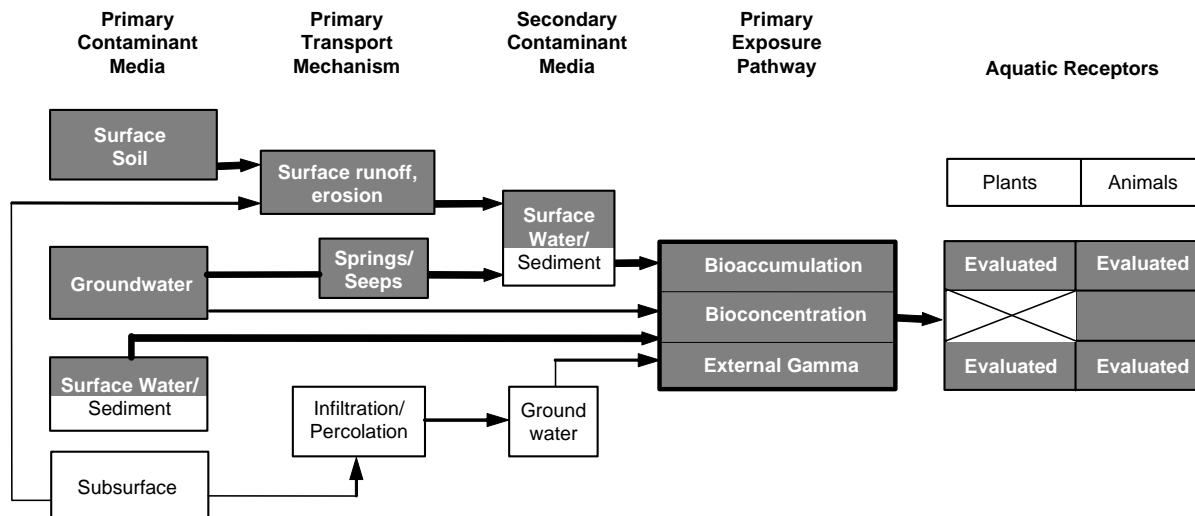 Primary
Contaminant
Media
Primary
Transport
Mechanism
Secondary
Contaminant
Media
Primary
Exposure
Pathway
Aquatic Receptors
Surface
Soil
Surface runoff,
erosion
Plants
Animals
Surface
Water/
Sediment
Groundwater
Springs/
Seeps
Bioaccumulation
Bioconcentration
External Gamma
Evaluated
Evaluated
Evaluated
Evaluated
Surface Water/
Sediment
Infiltration/
Percolation
Ground
water
Subsurface